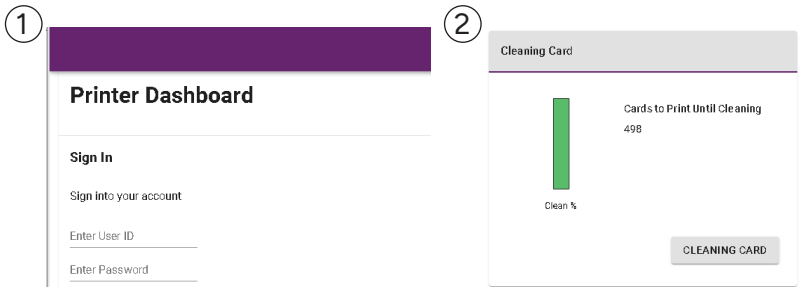 1
Printer Dashboard
Sign In
Sign into your account
Enter User ID
Enter Password
2
Cleaning Card
Cards to Print Until Cleaning
498
Clean %
CLEANING CARD